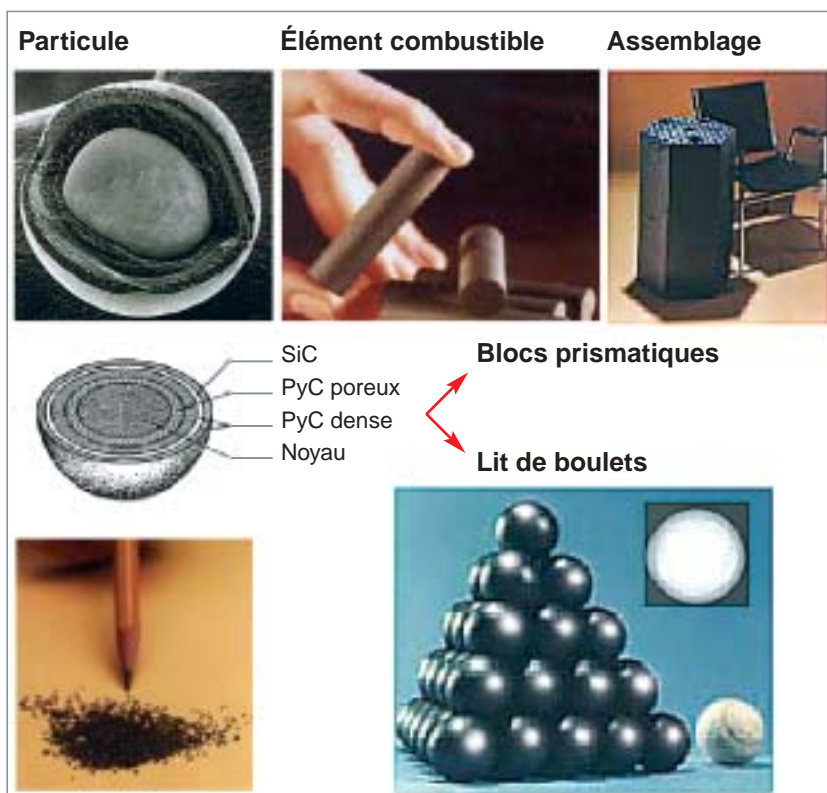 Particule
Élément combustible
Assemblage
SiC
PyC poreux
PyC dense
Noyau
Blocs prismatiques
Lit de boulets